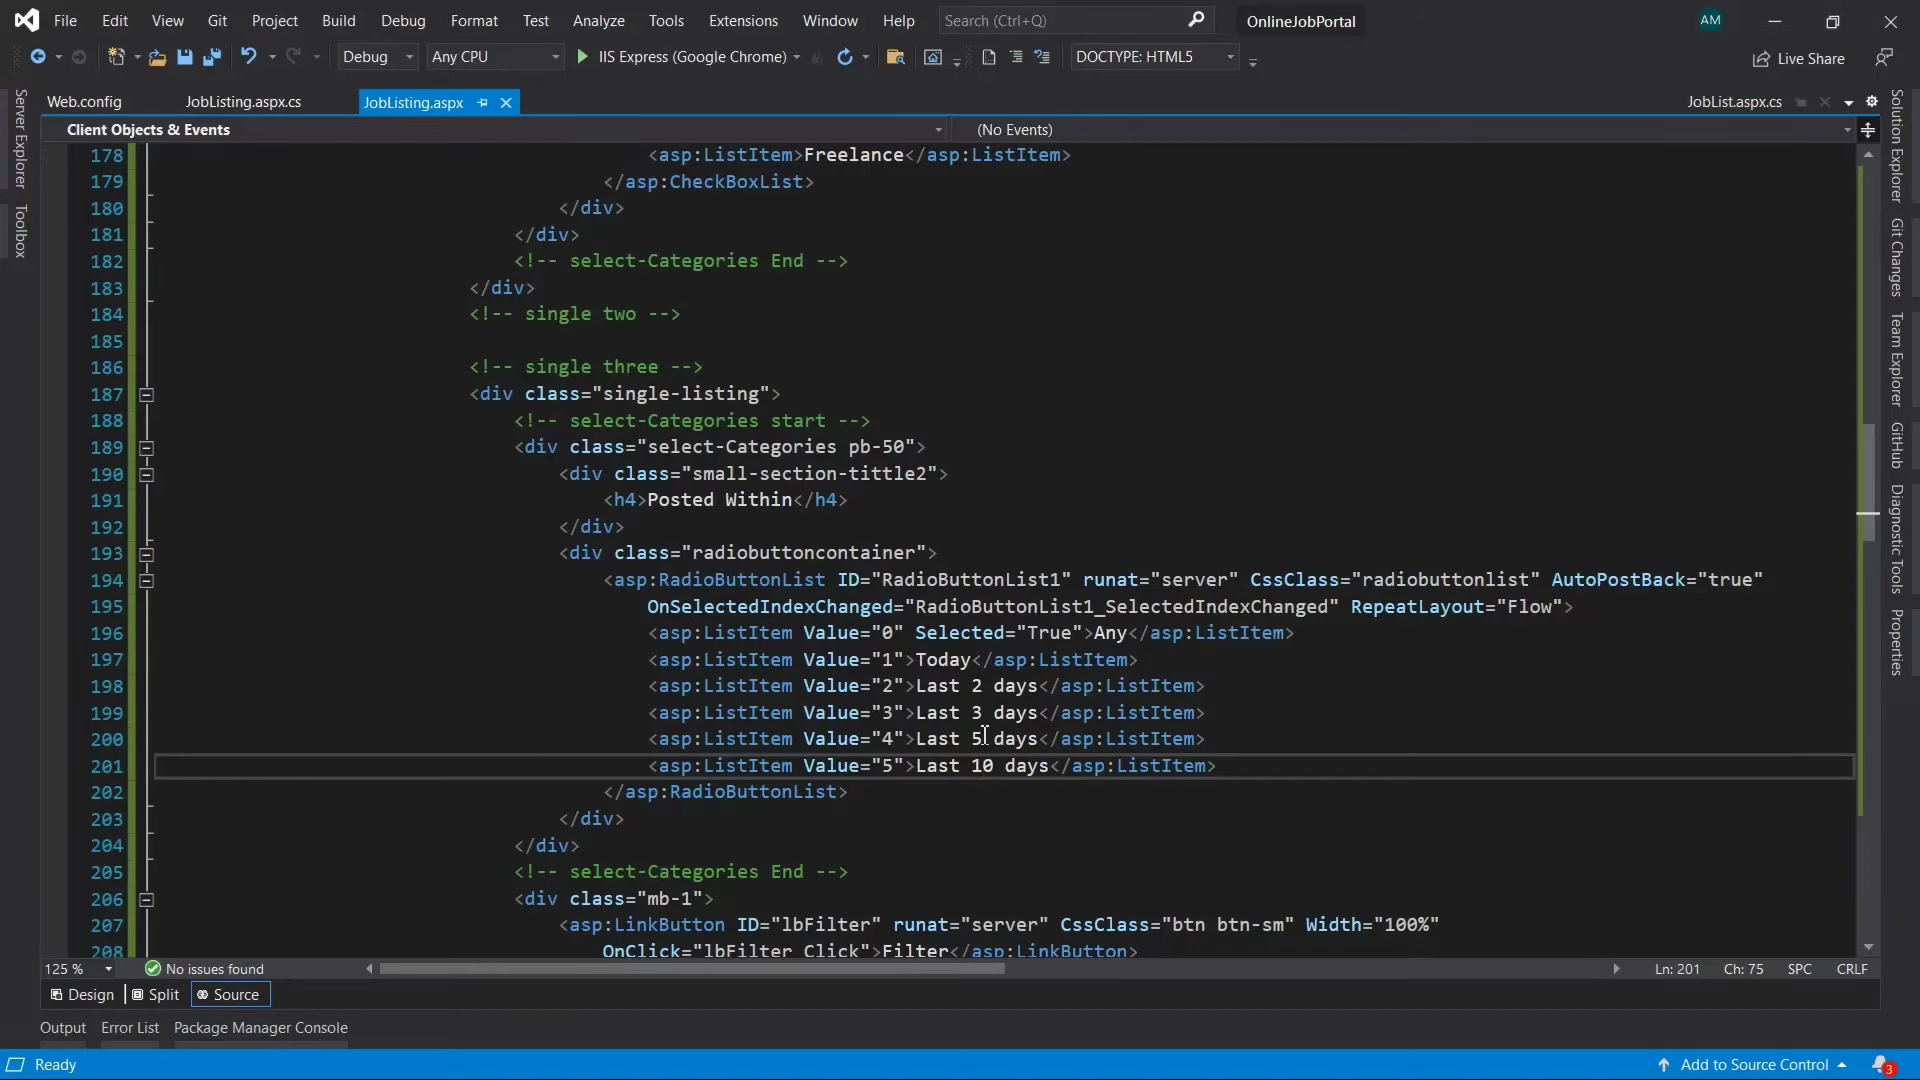 File Edit View Git Project Build Debug Format Test Analyze Tools Extensions Window Help Search (Ctrl+Q) OnlineJobPortal AM
Debug Any CPU IIS Express (Google Chrome) DOCTYPE: HTML5 Live Share
Web.config JobListing.aspx.cs JobListing.aspx JobList.aspx.cs
Client Objects & Events (No Events)
178 <asp:ListItem>Freelance</asp:ListItem>
179 </asp:CheckBoxList>
180 </div>
181 </div>
182 <!-- select-Categories End -->
183 </div>
184 <!-- single two -->
185
186 <!-- single three -->
187 <div class="single-listing">
188 <!-- select-Categories start -->
189 <div class="select-Categories pb-50">
190 <div class="small-section-tittle2">
191 <h4>Posted Within</h4>
192 </div>
193 <div class="radiobuttoncontainer">
194 <asp:RadioButtonList ID="RadioButtonList1" runat="server" CssClass="radiobuttonlist" AutoPostBack="true"
195 OnSelectedIndexChanged="RadioButtonList1_SelectedIndexChanged" RepeatLayout="Flow">
196 <asp:ListItem Value="0" Selected="True">Any</asp:ListItem>
197 <asp:ListItem Value="1">Today</asp:ListItem>
198 <asp:ListItem Value="2">Last 2 days</asp:ListItem>
199 <asp:ListItem Value="3">Last 3 days</asp:ListItem>
200 <asp:ListItem Value="4">Last 5 days</asp:ListItem>
201 <asp:ListItem Value="5">Last 10 days</asp:ListItem>
202 </asp:RadioButtonList>
203 </div>
204 </div>
205 <!-- select-Categories End -->
206 <div class="mb-1">
207 <asp:LinkButton ID="lbFilter" runat="server" CssClass="btn btn-sm" Width="100%"
208 OnClick="lbFilter_Click">Filter</asp:LinkButton>
125 % No issues found Ln: 201 Ch: 75 SPC CRLF
Design Split Source
Output Error List Package Manager Console
Ready Add to Source Control 3
Server Explorer
Toolbox
Solution Explorer
Git Changes
Team Explorer
GitHub
Diagnostic Tools
Properties